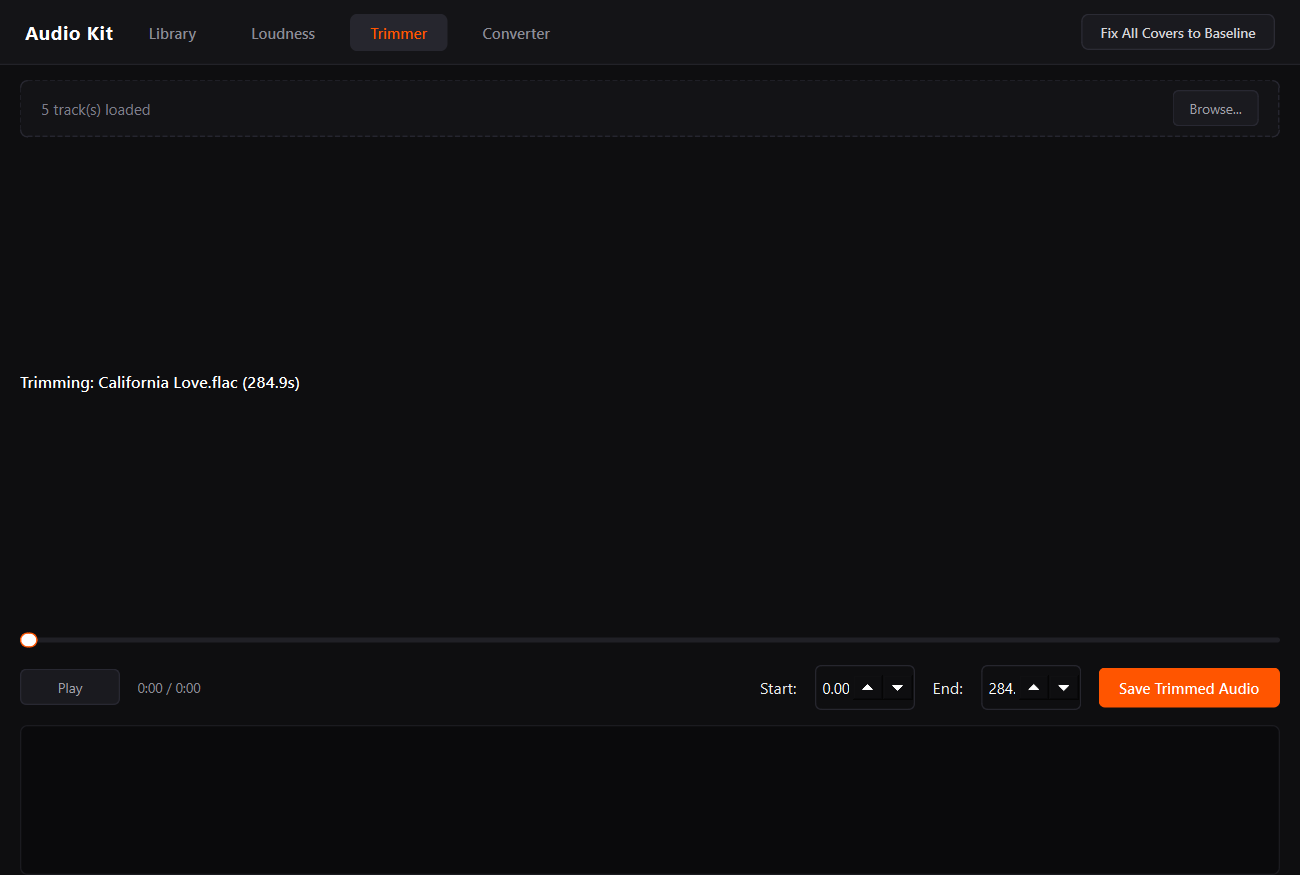 Audio Kit Library Loudness Trimmer Converter Fix All Covers to Baseline
5 track(s) loaded Browse...
Trimming: California Love.flac (284.9s)
Play 0:00 / 0:00 Start: 0.00 End: 284. Save Trimmed Audio